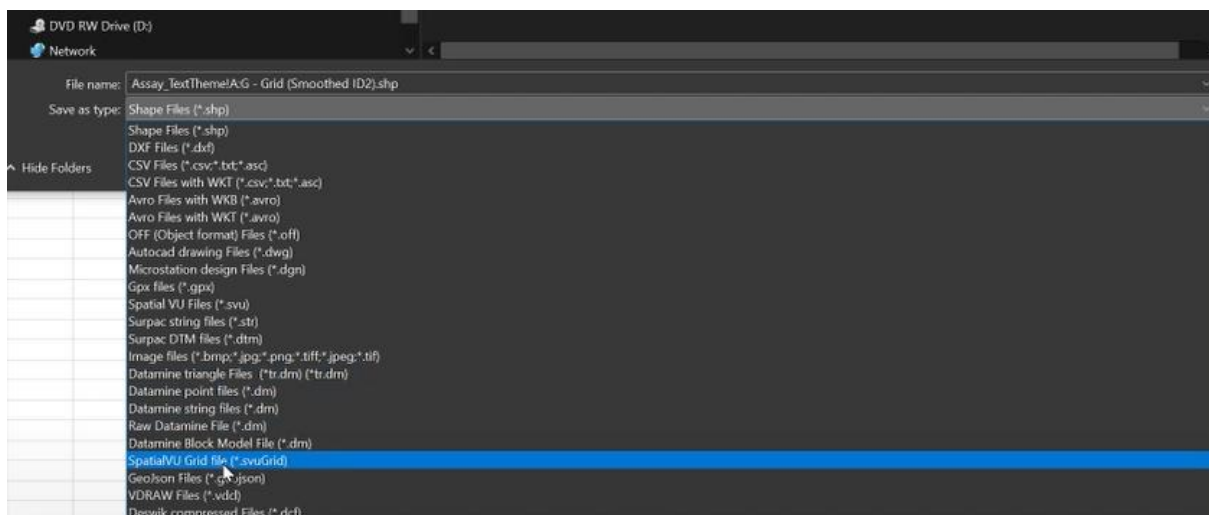 DVD RW Drive (D:)
Network
File name: Assay_TextTheme!A:G - Grid (Smoothed ID2).shp
Save as type: Shape Files (*.shp)
Shape Files (*.shp)
DXF Files (*.dxf)
Hide Folders
CSV Files (*.csv;*.txt;*.asc)
CSV Files with WKT (*.csv;*.txt;*.asc)
Avro Files with WKB (*.avro)
Avro Files with WKT (*.avro)
OFF (Object format) Files (*.off)
Autocad drawing Files (*.dwg)
Microstation design Files (*.dgn)
Gpx files (*.gpx)
Spatial VU Files (*.svu)
Surpac string files (*.str)
Surpac DTM files (*.dtm)
Image files (*.bmp;*.jpg;*.png;*.tiff;*.jpeg;*.tif)
Datamine triangle Files (*tr.dm) (*tr.dm)
Datamine point files (*.dm)
Datamine string files (*.dm)
Raw Datamine File (*.dm)
Datamine Block Model File (*.dm)
SpatialVU Grid file (*.svuGrid)
GeoJson Files (*.geojson)
VDRAW Files (*.vdcl)
Deswik compressed Files (*.dcf)